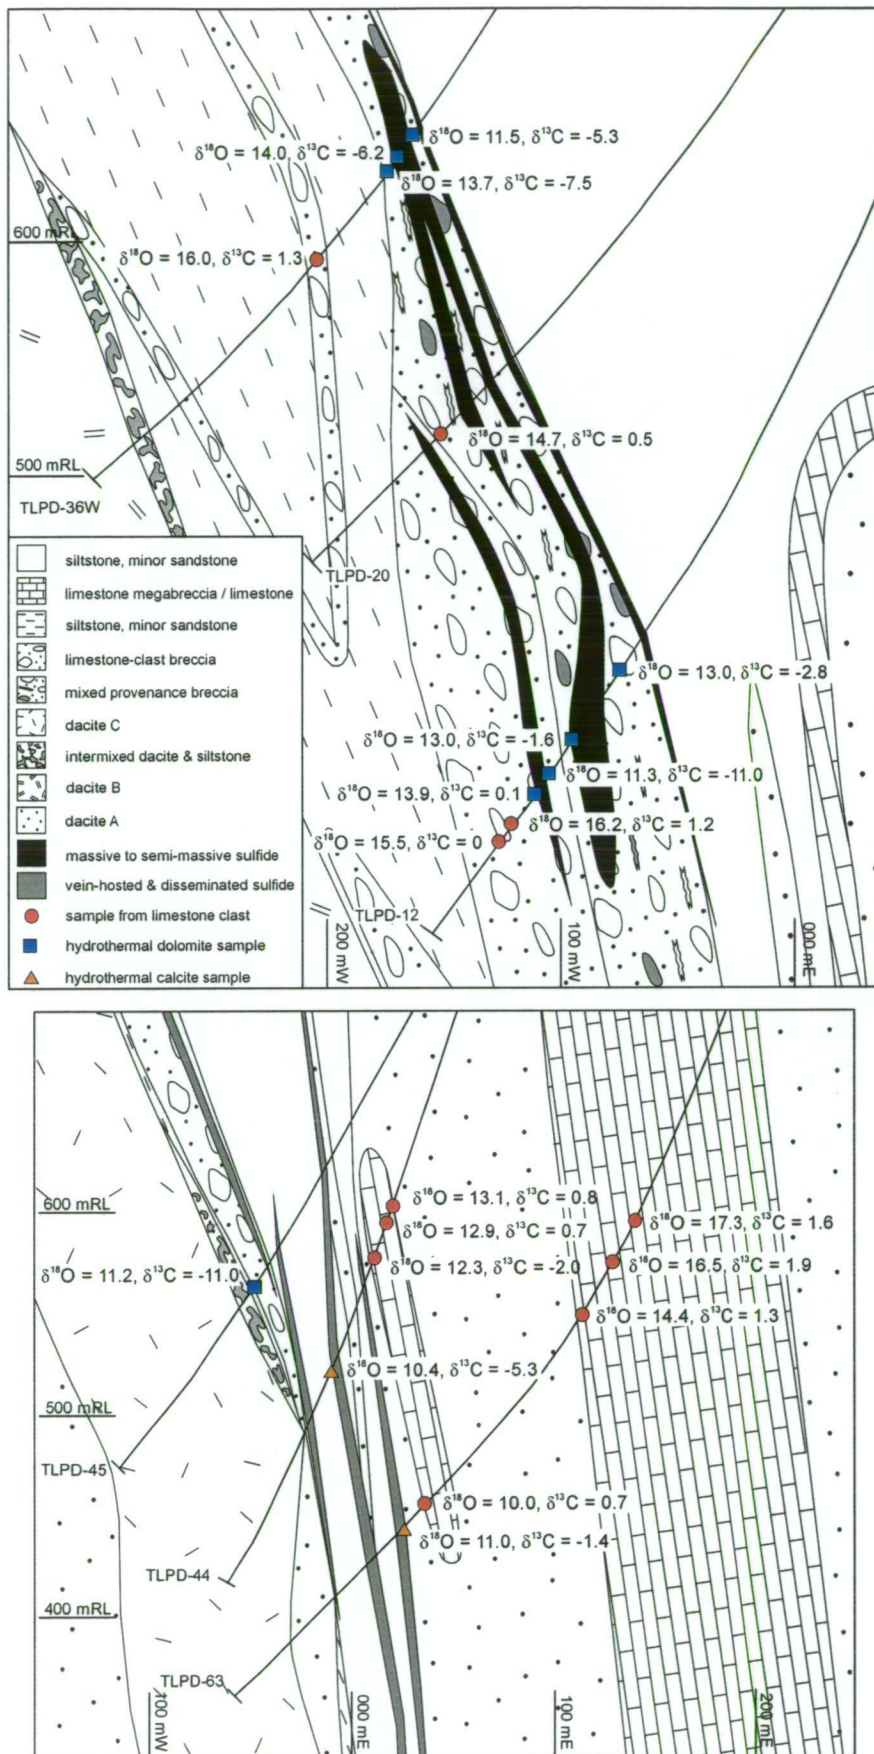 δ¹⁸O = 11.5, δ¹³C = -5.3
δ¹⁸O = 14.0, δ¹³C = -6.2
δ¹⁸O = 13.7, δ¹³C = -7.5
600 mRL
δ¹⁸O = 16.0, δ¹³C = 1.3
δ¹⁸O = 14.7, δ¹³C = 0.5
500 mRL
TLPD-36W
siltstone, minor sandstone
TLPD-20
limestone megabreccia / limestone
siltstone, minor sandstone
limestone-clast breccia
δ¹⁸O = 13.0, δ¹³C = -2.8
mixed provenance breccia
dacite C
δ¹⁸O = 13.0, δ¹³C = -1.6
intermixed dacite & siltstone
δ¹⁸O = 11.3, δ¹³C = -11.0
dacite B
δ¹⁸O = 13.9, δ¹³C = 0.1
dacite A
δ¹⁸O = 16.2, δ¹³C = 1.2
δ¹⁸O = 15.5, δ¹³C = 0
massive to semi-massive sulfide
vein-hosted & disseminated sulfide
sample from limestone clast
TLPD-12
hydrothermal dolomite sample
hydrothermal calcite sample
200 mW
100 mW
000 mE
600 mRL
δ¹⁸O = 13.1, δ¹³C = 0.8
δ¹⁸O = 17.3, δ¹³C = 1.6
δ¹⁸O = 12.9, δ¹³C = 0.7
δ¹⁸O = 12.3, δ¹³C = -2.0
δ¹⁸O = 16.5, δ¹³C = 1.9
δ¹⁸O = 11.2, δ¹³C = -11.0
δ¹⁸O = 14.4, δ¹³C = 1.3
δ¹⁸O = 10.4, δ¹³C = -5.3
500 mRL
TLPD-45
δ¹⁸O = 10.0, δ¹³C = 0.7
δ¹⁸O = 11.0, δ¹³C = -1.4
TLPD-44
400 mRL
TLPD-63
100 mW
000 mE
100 mE
200 mE